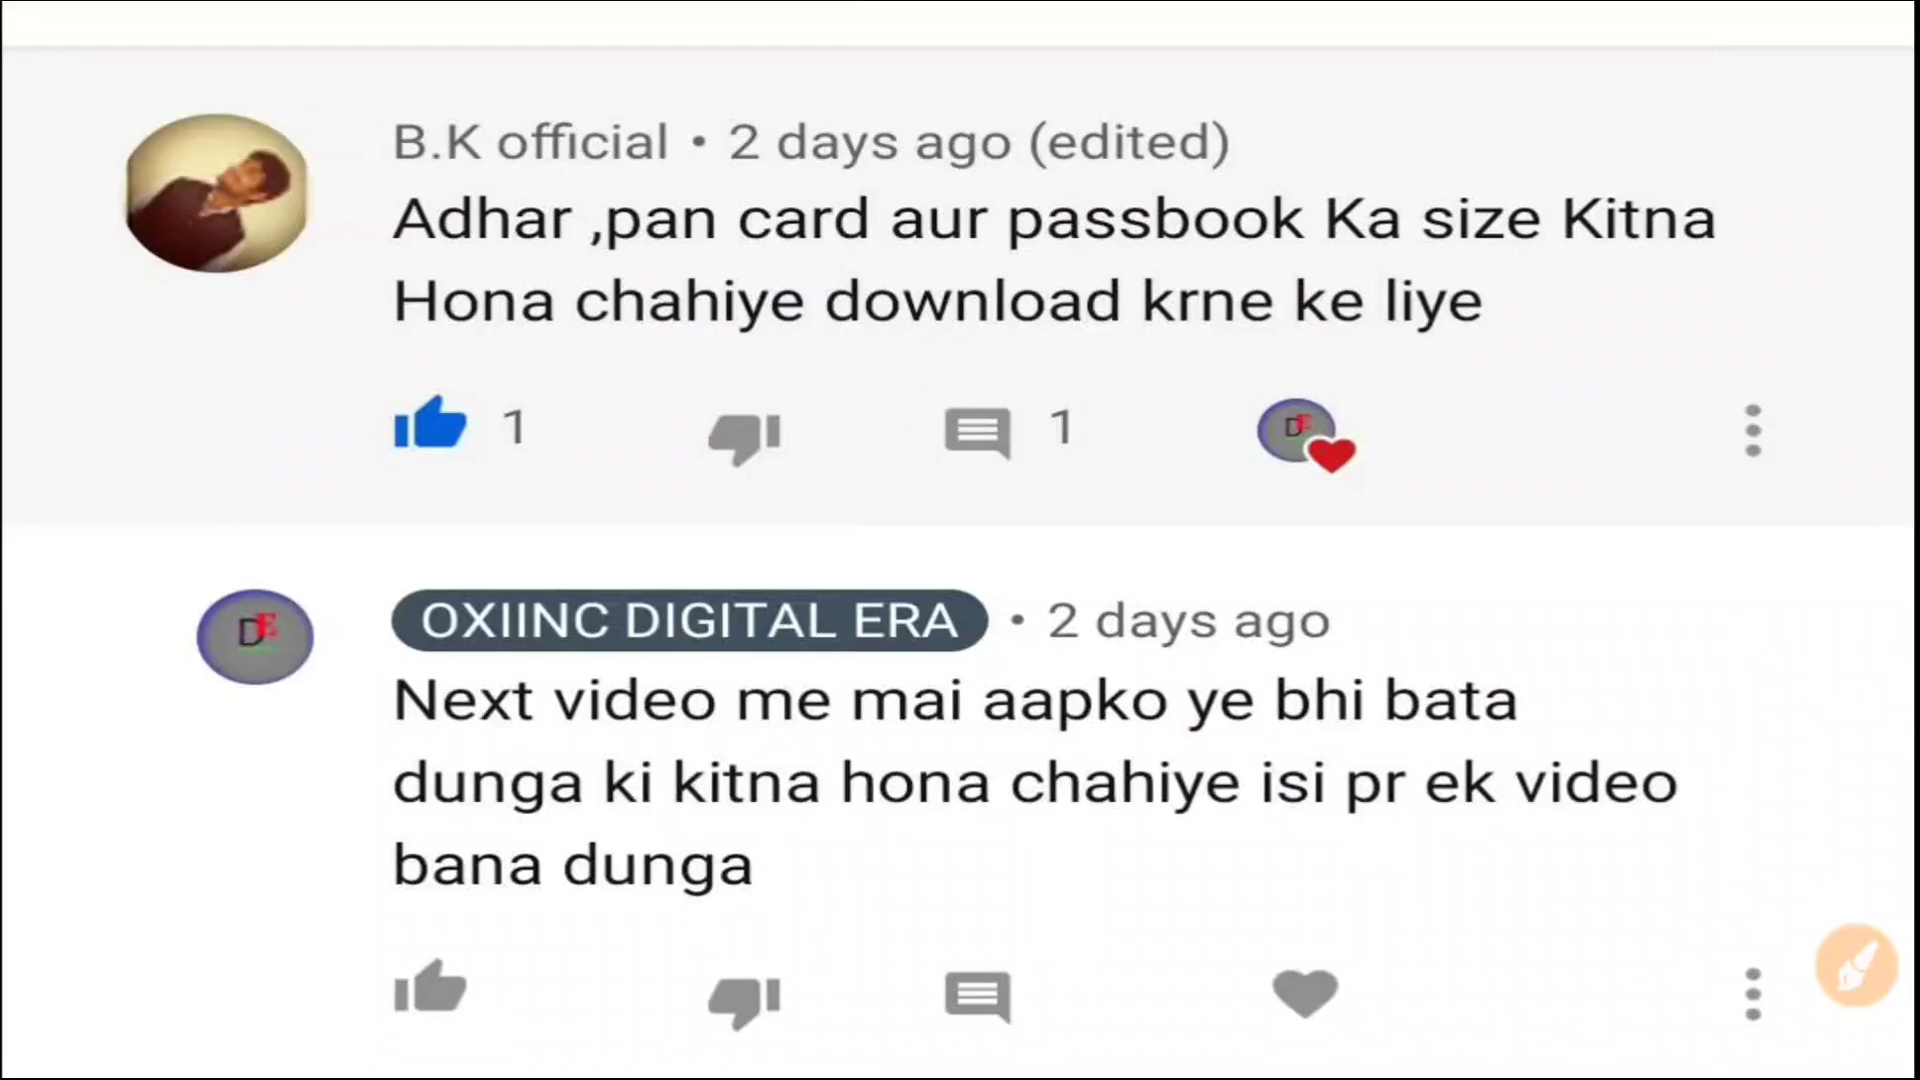 B.K official • 2 days ago (edited)
Adhar ,pan card aur passbook Ka size Kitna
Hona chahiye download krne ke liye
1 1 DE
DE OXIINC DIGITAL ERA • 2 days ago
Next video me mai aapko ye bhi bata
dunga ki kitna hona chahiye isi pr ek video
bana dunga